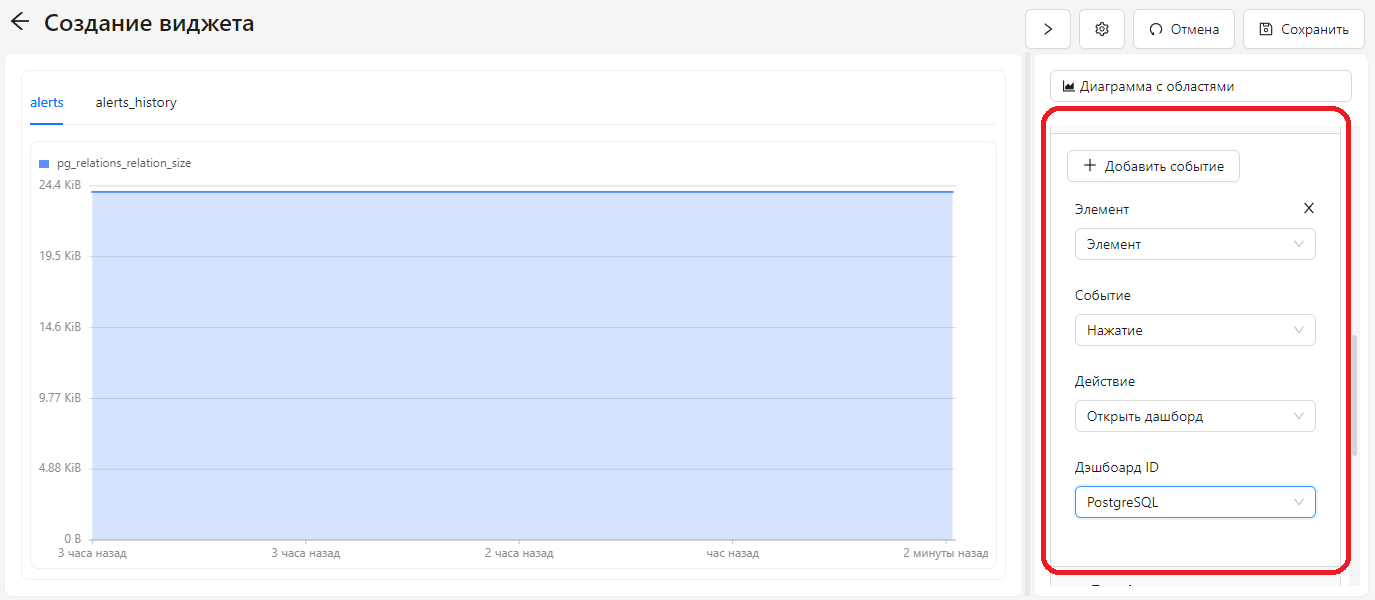 Создание виджета
Отмена
Сохранить
alerts
alerts_history
pg_relations_relation_size
24.4 KiB
19.5 KiB
14.6 KiB
9.77 KiB
4.88 KiB
0 B
3 часа назад
3 часа назад
2 часа назад
час назад
2 минуты назад
Диаграмма с областями
Добавить событие
Элемент
Элемент
Событие
Нажатие
Действие
Открыть дашборд
Дэшбоард ID
PostgreSQL